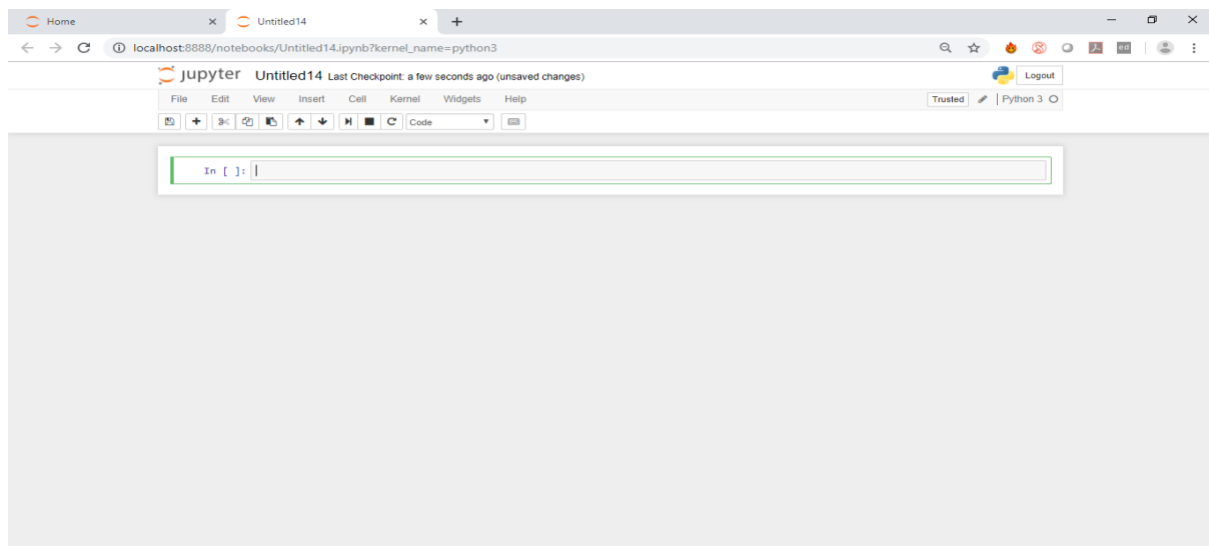 Home
Untitled14
localhost:8888/notebooks/Untitled14.ipynb?kernel_name=python3
jupyter Untitled14 Last Checkpoint: a few seconds ago (unsaved changes)
Logout
File Edit View Insert Cell Kernel Widgets Help
Trusted Python 3
Code
In [ ]: